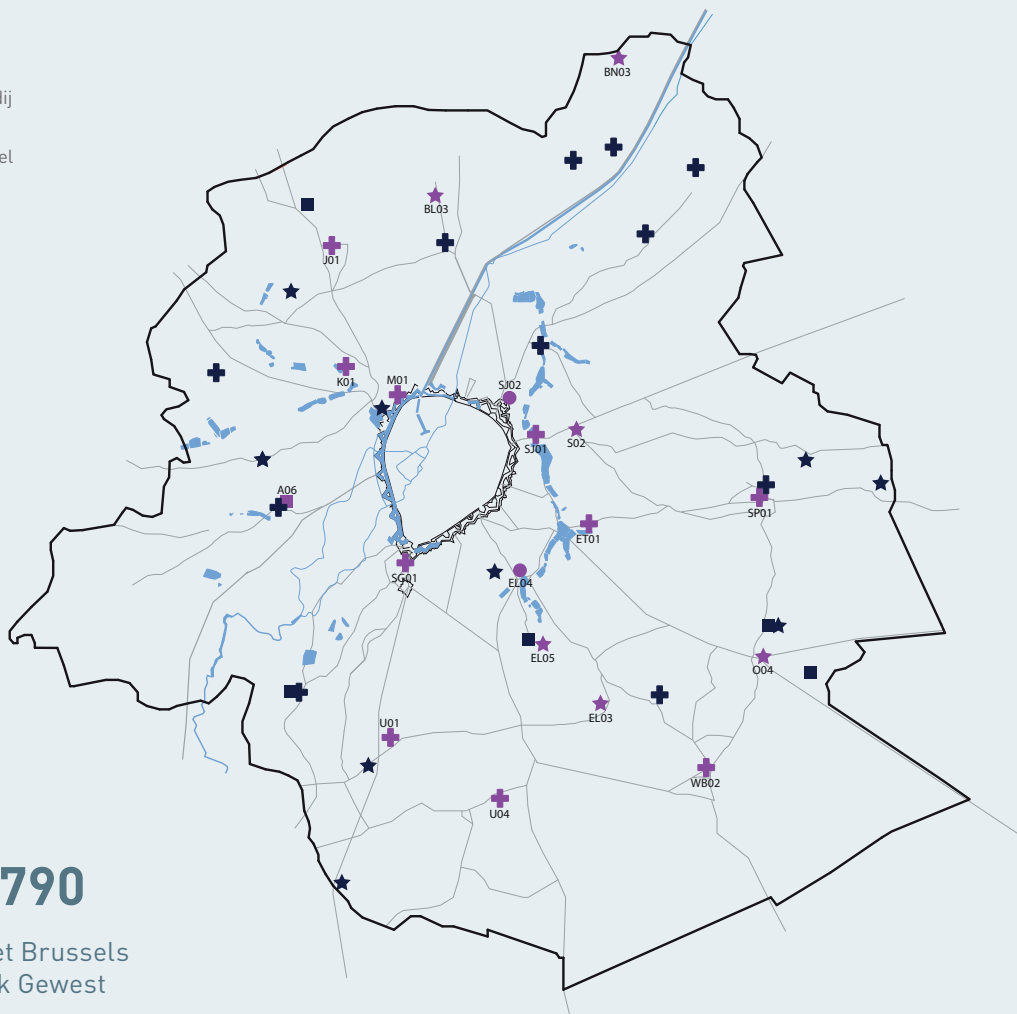 dij
el
BN03
BL03
J01
K01
M01
SJ02
SJ01
S02
A06
SP01
ET01
SG01
EL04
EL05
O04
EL03
U01
WB02
U04
790
et Brussels
k Gewest